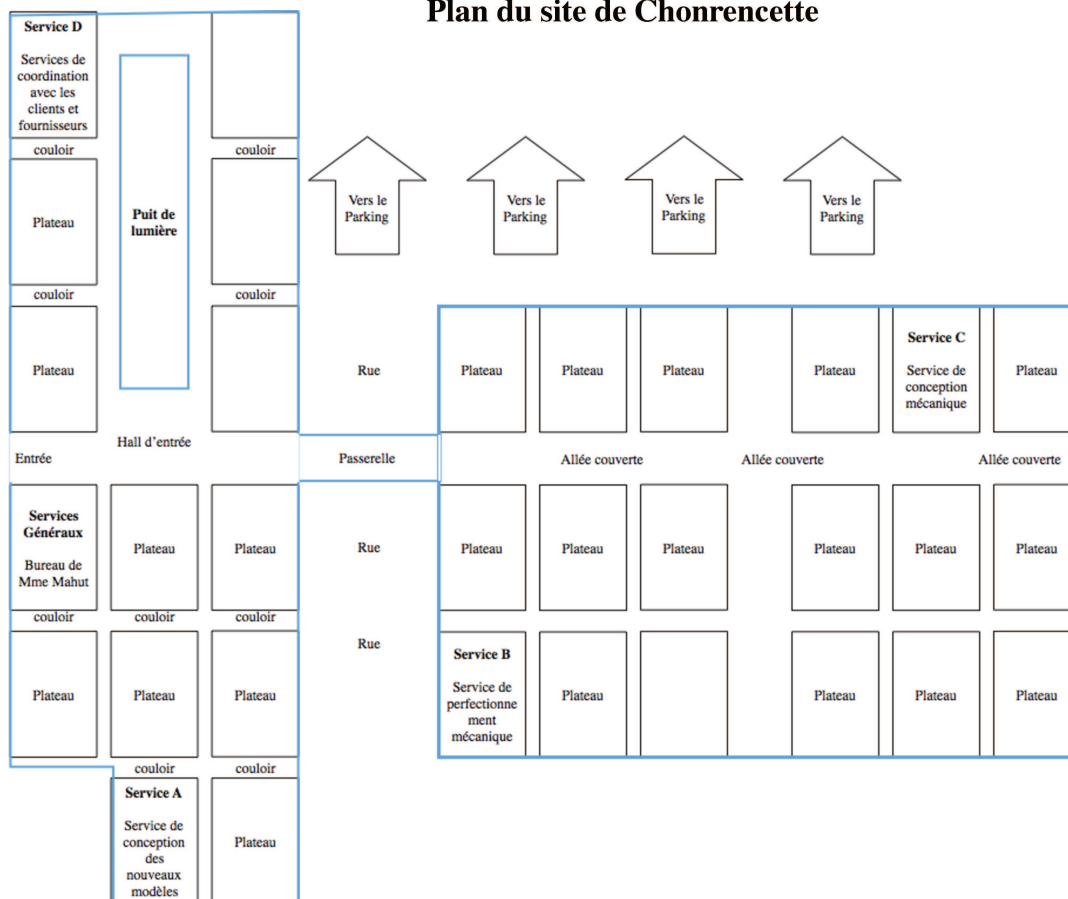 Plan du site de Chonrencette
Service D
Services de
coordination
avec les
clients et
fournisseurs
couloir
couloir
Plateau
Puit de
lumière
Vers le
Parking
Vers le
Parking
Vers le
Parking
Vers le
Parking
couloir
couloir
Plateau
Rue
Plateau
Plateau
Plateau
Plateau
Service C
Service de
conception
mécanique
Plateau
Hall d’entrée
Entrée
Passerelle
Allée couverte
Allée couverte
Allée couverte
Services
Généraux
Bureau de
Mme Mahut
Plateau
Plateau
Rue
Plateau
Plateau
Plateau
Plateau
Plateau
Plateau
couloir
couloir
couloir
Rue
Plateau
Plateau
Plateau
Service B
Service de
perfectionne
ment
mécanique
Plateau
Plateau
Plateau
Plateau
couloir
couloir
Service A
Service de
conception
des
nouveaux
modèles
Plateau